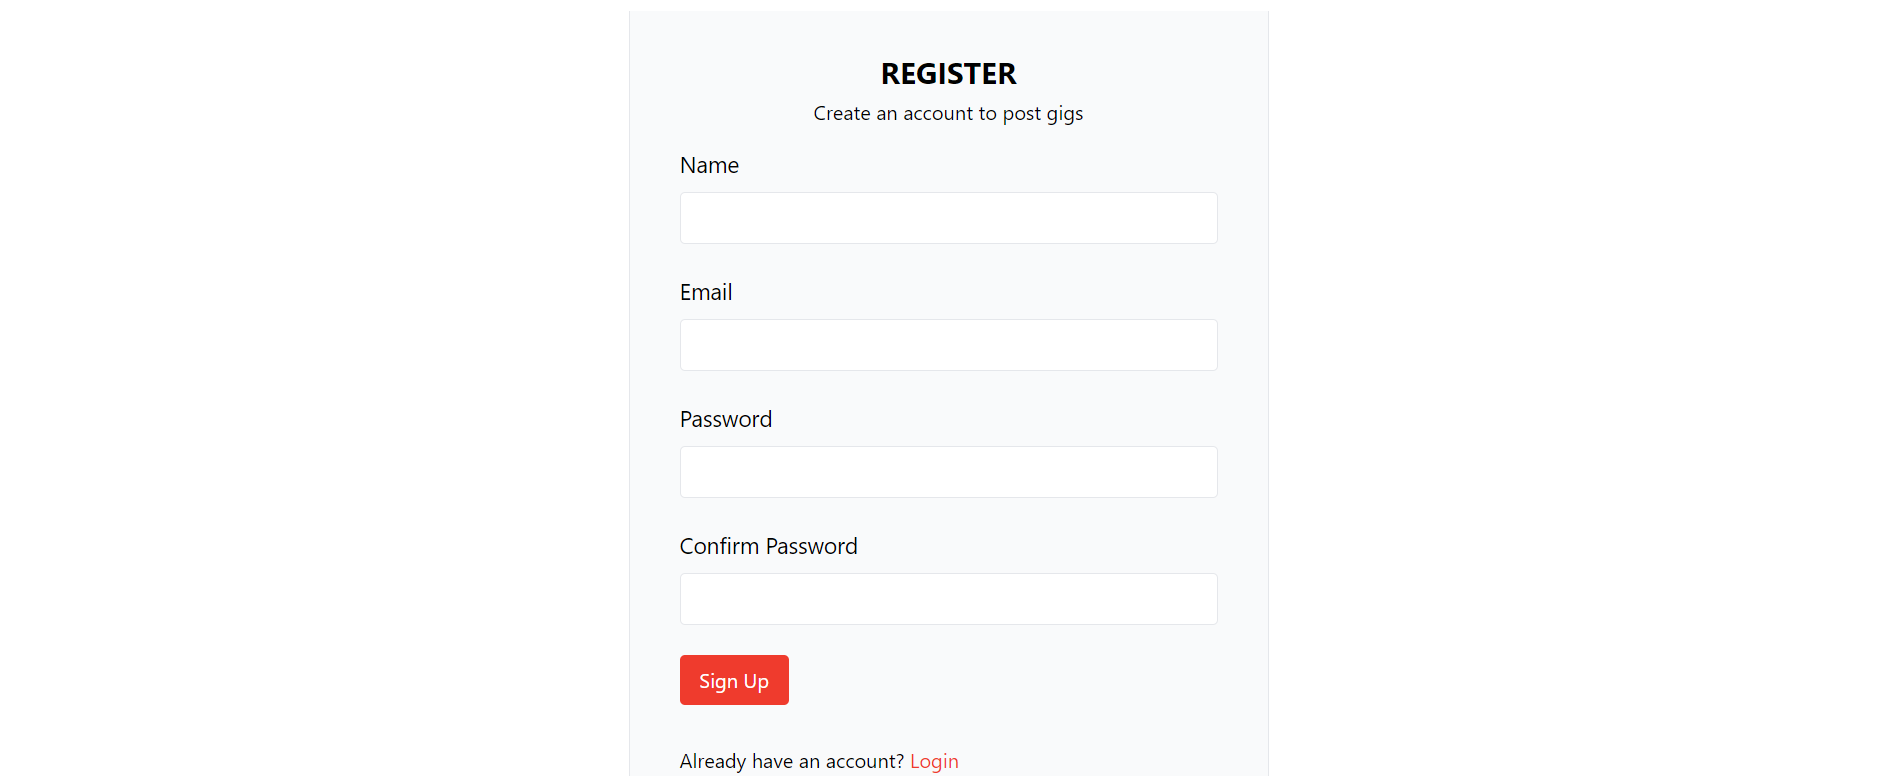 REGISTER
Create an account to post gigs
Name
Email
Password
Confirm Password
Sign Up
Already have an account? Login